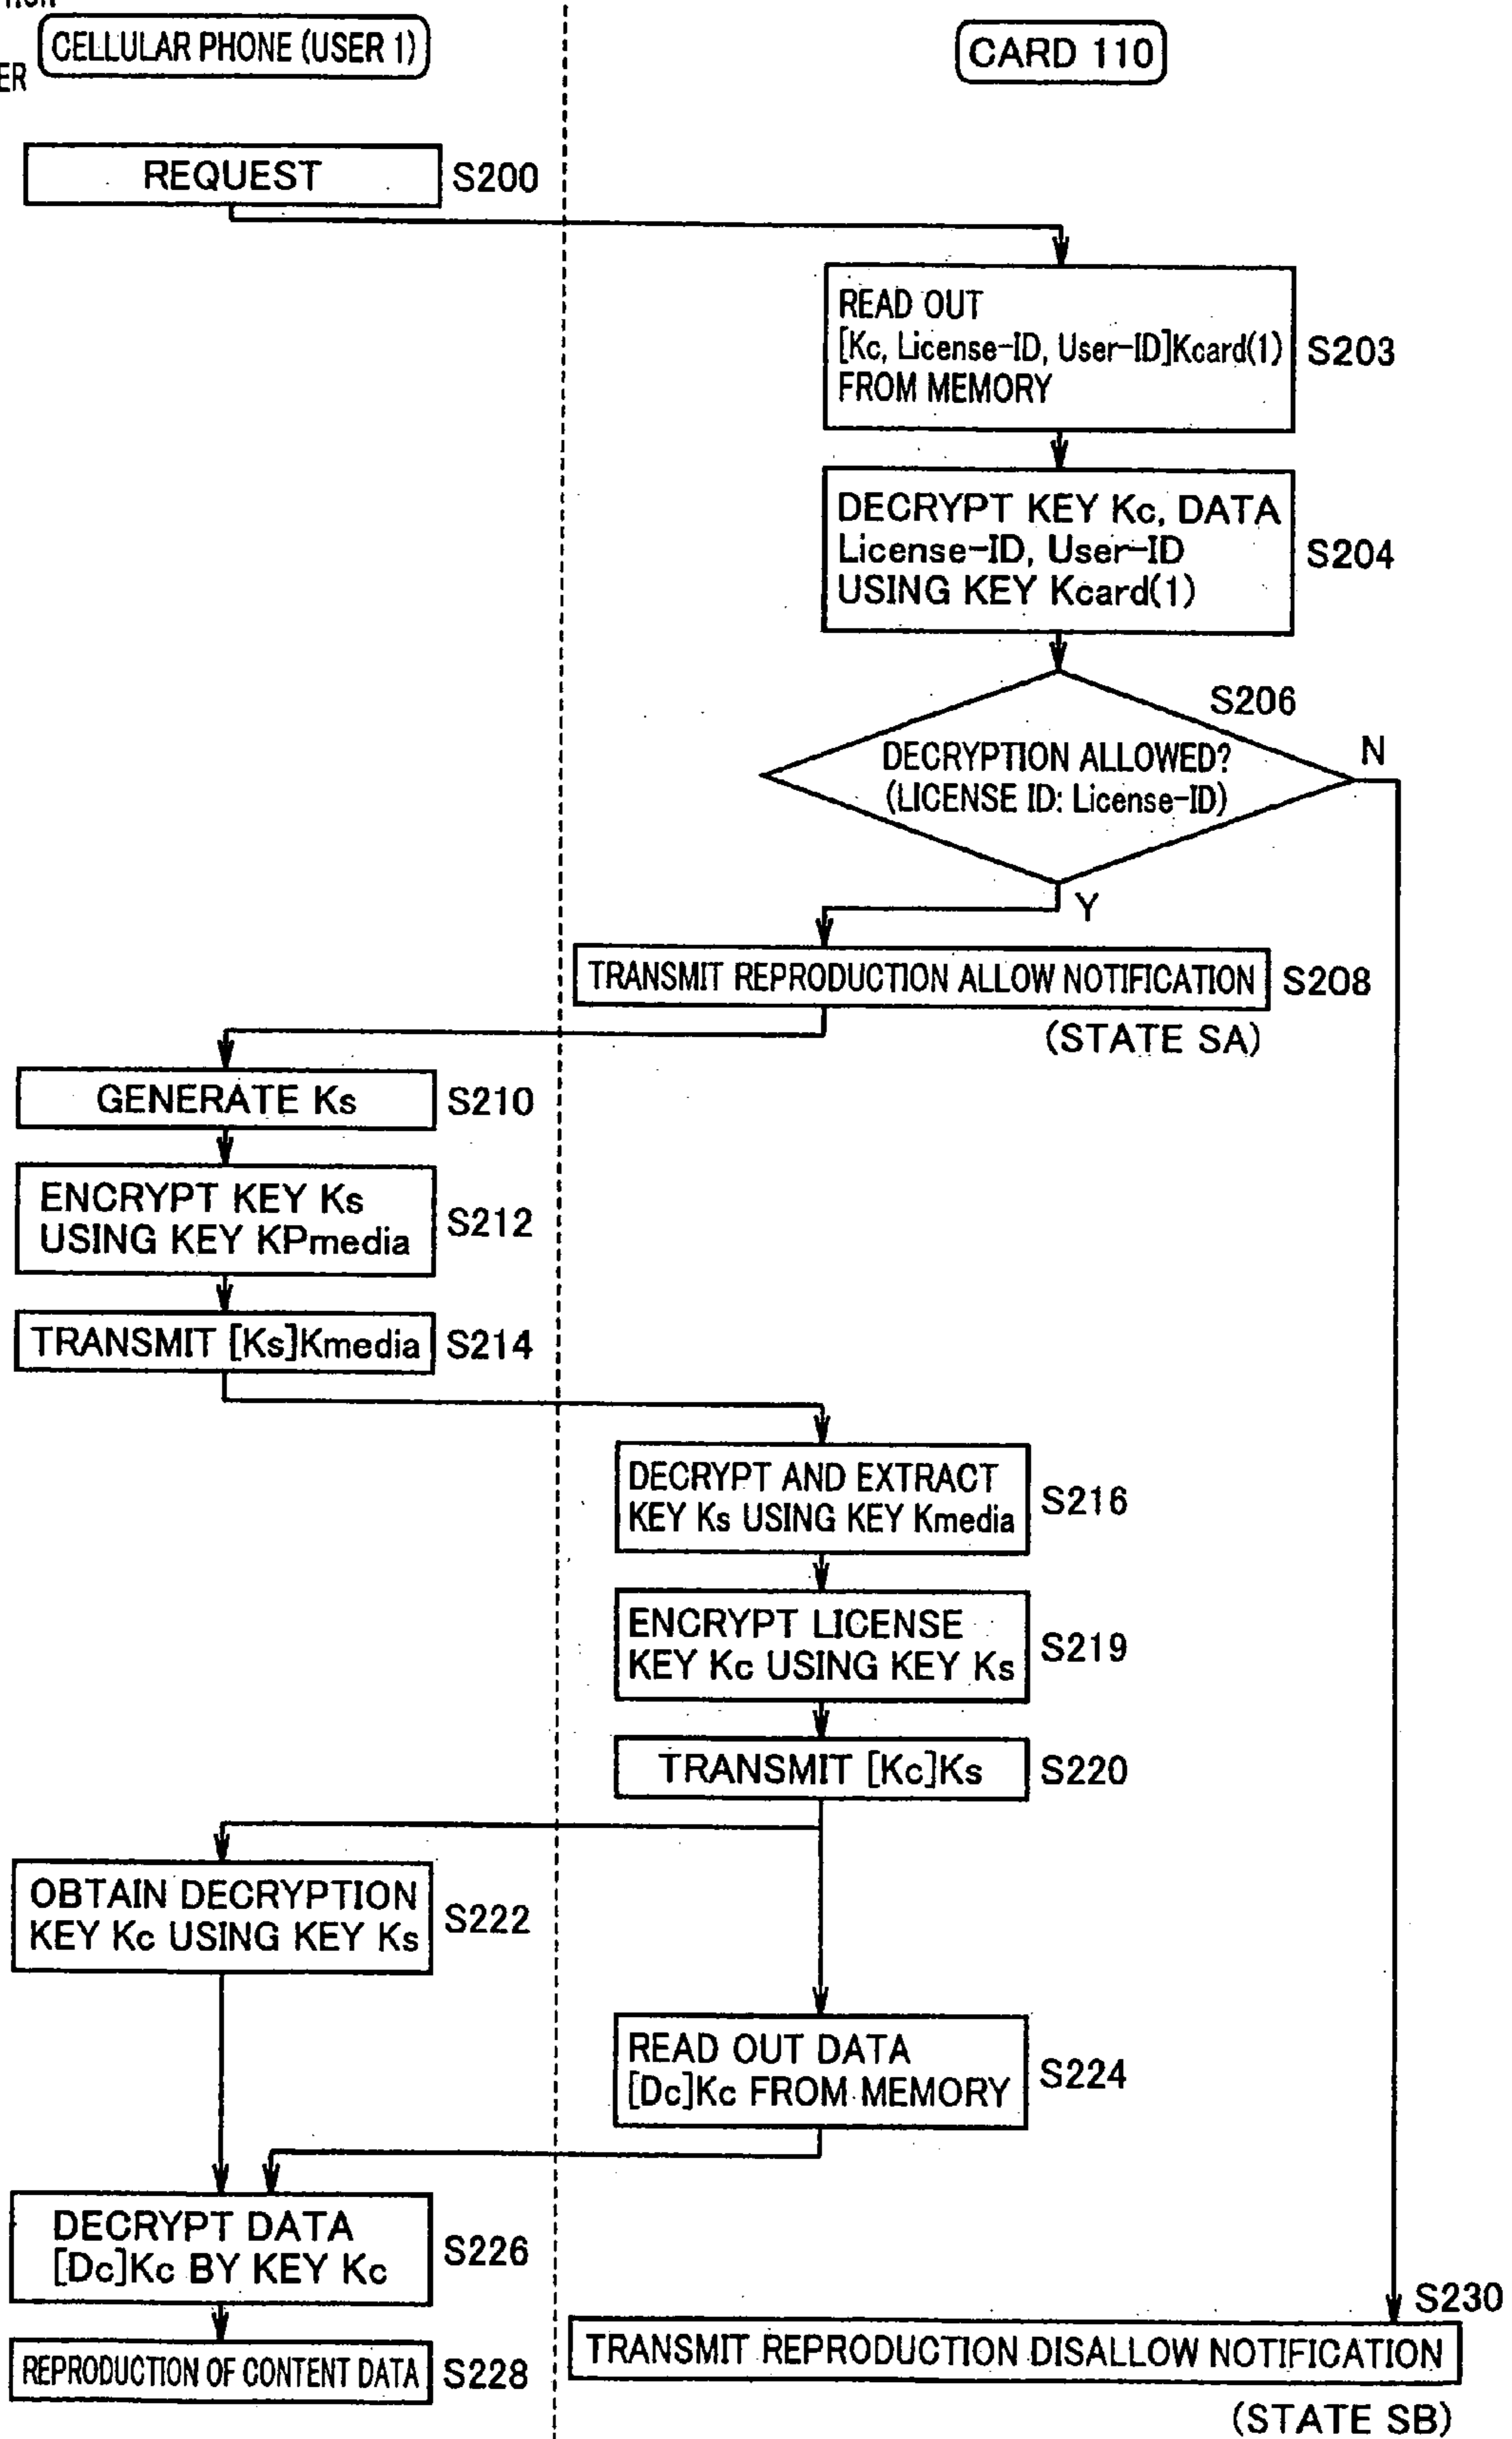 CELLULAR PHONE (USER 1)
ER
CARD 110
REQUEST
S200
READ OUT
[Kc, License-ID, User-ID]Kcard(1)
FROM MEMORY
S203
DECRYPT KEY Kc, DATA
License-ID, User-ID
USING KEY Kcard(1)
S204
S206
DECRYPTION ALLOWED?
(LICENSE ID: License-ID)
N
Y
TRANSMIT REPRODUCTION ALLOW NOTIFICATION
S208
(STATE SA)
GENERATE Ks
S210
ENCRYPT KEY Ks
USING KEY KPmedia
S212
TRANSMIT [Ks]Kmedia
S214
DECRYPT AND EXTRACT
KEY Ks USING KEY Kmedia
S216
ENCRYPT LICENSE
KEY Kc USING KEY Ks
S219
TRANSMIT [Kc]Ks
S220
OBTAIN DECRYPTION
KEY Kc USING KEY Ks
S222
READ OUT DATA
[Dc]Kc FROM MEMORY
S224
DECRYPT DATA
[Dc]Kc BY KEY Kc
S226
S230
TRANSMIT REPRODUCTION DISALLOW NOTIFICATION
REPRODUCTION OF CONTENT DATA
S228
(STATE SB)